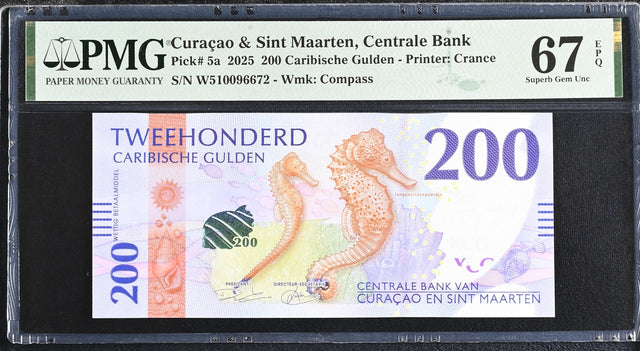 PMG
PAPER MONEY GUARANTY
Curaçao & Sint Maarten, Centrale Bank
Pick# 5a 2025 200 Caribische Gulden - Printer: Crance
S/N W510096672 - Wmk: Compass
67
EPQ
Superb Gem Unc
TWEEHONDERD
CARIBISCHE GULDEN
200
WETTIG BETAALMIDDEL
200
200
PRESIDENT
DIRECTEUR-SECRETARIS
CENTRALE BANK VAN
CURAÇAO EN SINT MAARTEN